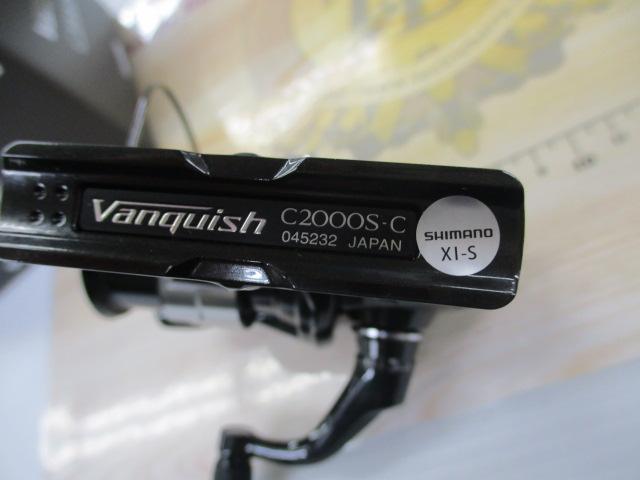 Vanquish C2000S-C
045232 JAPAN
SHIMANO
XI-S